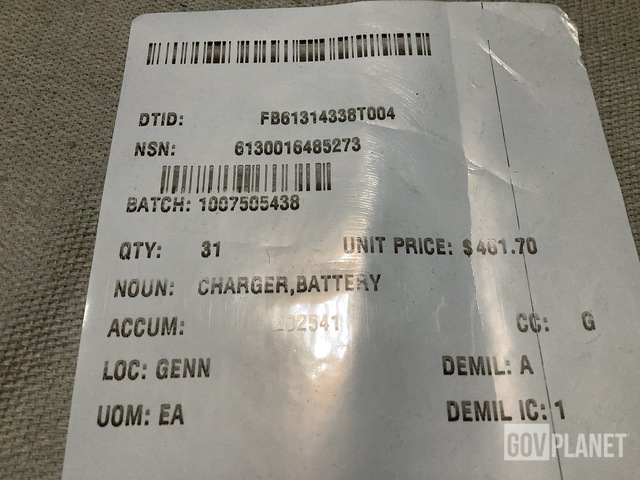 DTID: FB61314338T004
NSN: 6130016485273
BATCH: 1007505438
QTY: 31 UNIT PRICE: $461.70
NOUN: CHARGER,BATTERY
ACCUM: 202541 CC: G
LOC: GENN DEMIL: A
UOM: EA DEMIL IC: 1
GOVPLANET